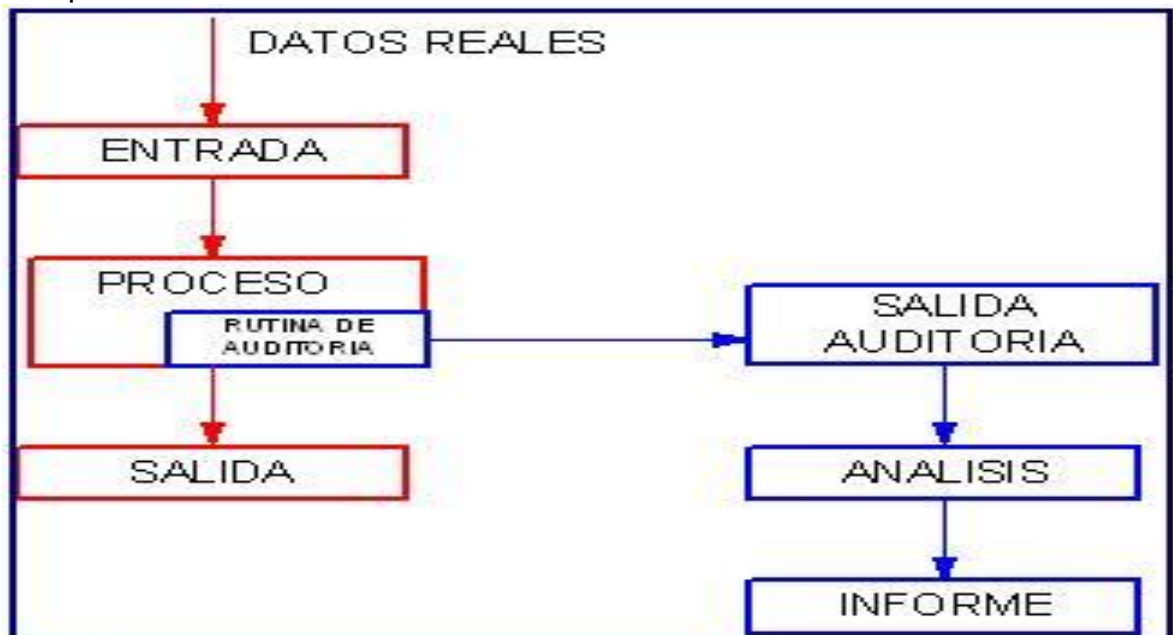 DATOS REALES
ENTRADA
PROCESO
RUTINA DE
AUDITORIA
SALIDA
AUDITORIA
SALIDA
ANALISIS
INFORME